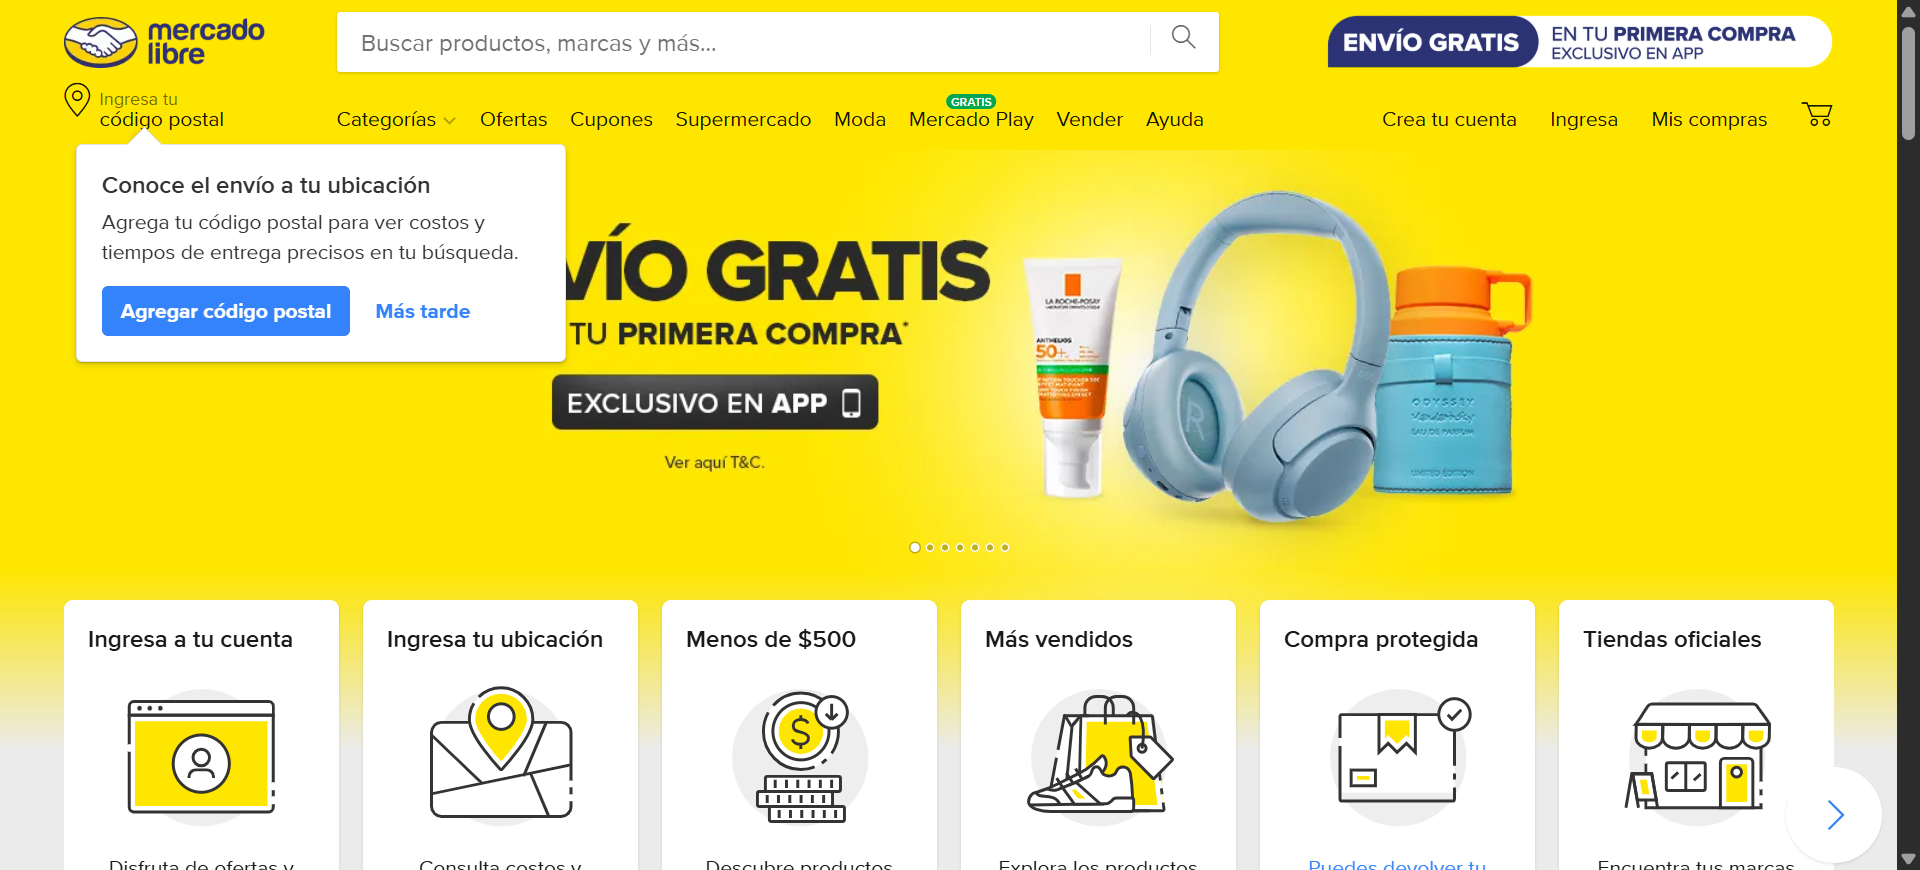 mercado
libre
Buscar productos, marcas y más...
ENVÍO GRATIS
EN TU PRIMERA COMPRA
EXCLUSIVO EN APP
Ingresa tu
código postal
Categorías
Ofertas
Cupones
Supermercado
Moda
GRATIS
Mercado Play
Vender
Ayuda
Crea tu cuenta
Ingresa
Mis compras
Conoce el envío a tu ubicación
Agrega tu código postal para ver costos y
tiempos de entrega precisos en tu búsqueda.
Agregar código postal
Más tarde
VÍO GRATIS
TU PRIMERA COMPRA*
EXCLUSIVO EN APP
Ver aquí T&C.
LA ROCHE-POSAY
ANTHELIOS
50+
ODYSSEY
EAU DE PARFUM
LIMITED EDITION
Ingresa a tu cuenta
Ingresa tu ubicación
Menos de $500
Más vendidos
Compra protegida
Tiendas oficiales
Disfruta de ofertas y
Consulta costos y
Descubre productos
Explora los productos
Puedes devolver tu
Encuentra tus marcas